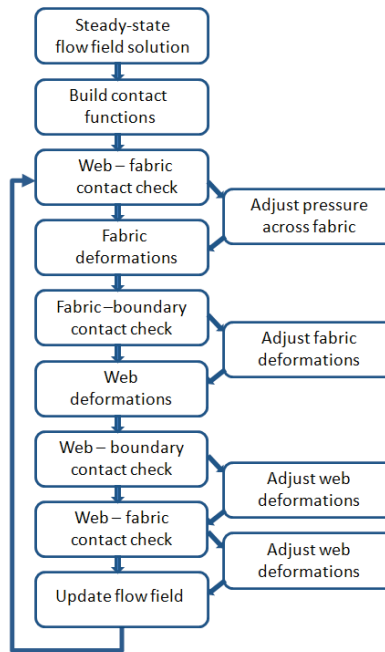 Steady-state
flow field solution
Build contact
functions
Web – fabric
contact check
Adjust pressure
across fabric
Fabric
deformations
Fabric –boundary
contact check
Adjust fabric
deformations
Web
deformations
Web – boundary
contact check
Adjust web
deformations
Web – fabric
contact check
Adjust web
deformations
Update flow field